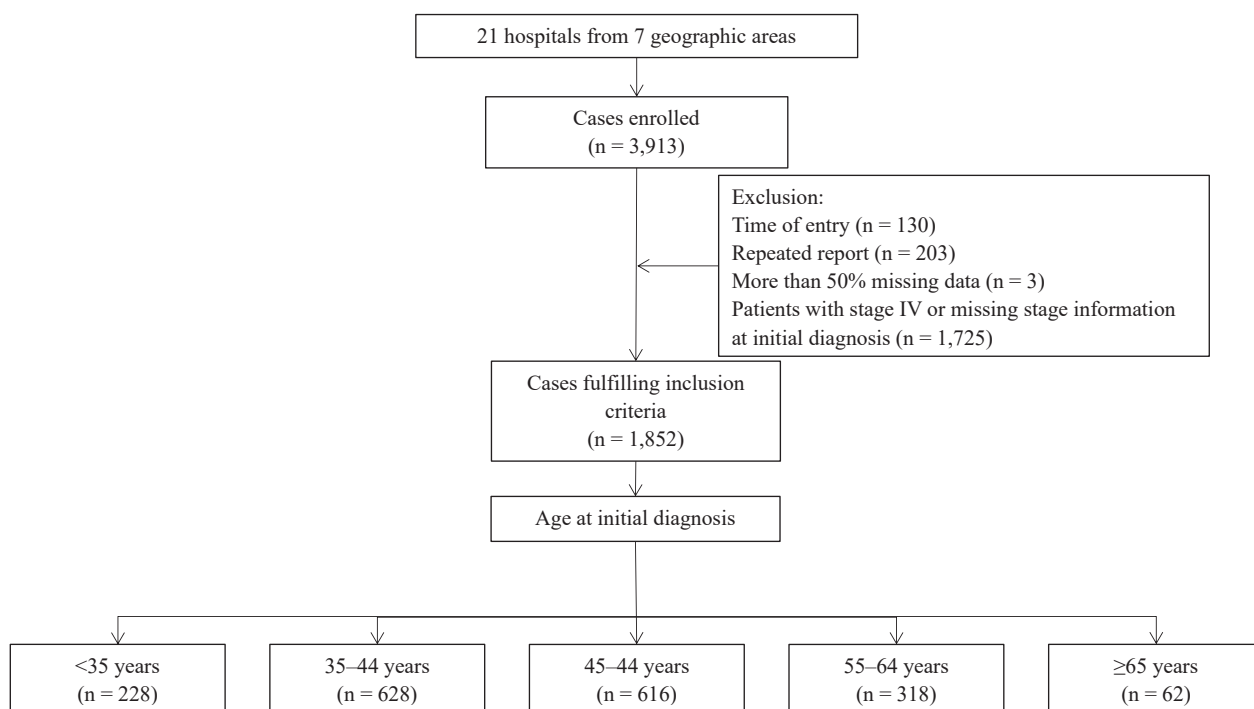 21 hospitals from 7 geographic areas
Cases enrolled
(n = 3,913)
Exclusion:
Time of entry (n = 130)
Repeated report (n = 203)
More than 50% missing data (n = 3)
Patients with stage IV or missing stage information
at initial diagnosis (n = 1,725)
Cases fulfilling inclusion
criteria
(n = 1,852)
Age at initial diagnosis
<35 years
(n = 228)
35–44 years
(n = 628)
45–44 years
(n = 616)
55–64 years
(n = 318)
≥65 years
(n = 62)